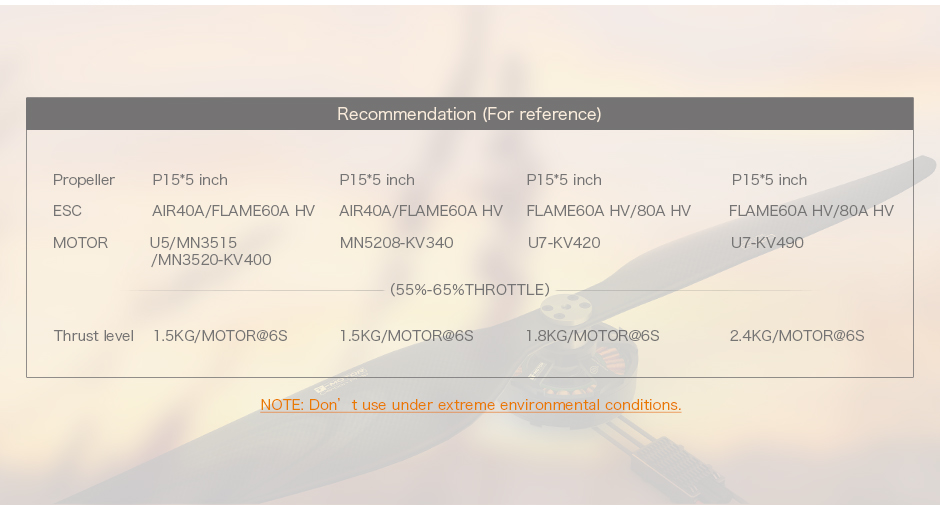 Recommendation (For reference)
Propeller P15*5 inch P15*5 inch P15*5 inch P15*5 inch
ESC AIR40A/FLAME60A HV AIR40A/FLAME60A HV FLAME60A HV/80A HV FLAME60A HV/80A HV
MOTOR U5/MN3515 MN5208-KV340 U7-KV420 U7-KV490
/MN3520-KV400
(55%-65%THROTTLE)
Thrust level 1.5KG/MOTOR@6S 1.5KG/MOTOR@6S 1.8KG/MOTOR@6S 2.4KG/MOTOR@6S
NOTE: Don’t use under extreme environmental conditions.